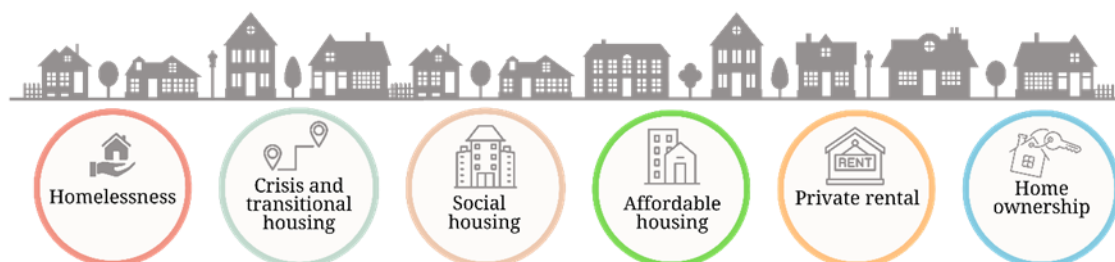 Homelessness
Crisis and
transitional
housing
Social
housing
Affordable
housing
RENT
Private rental
Home
ownership